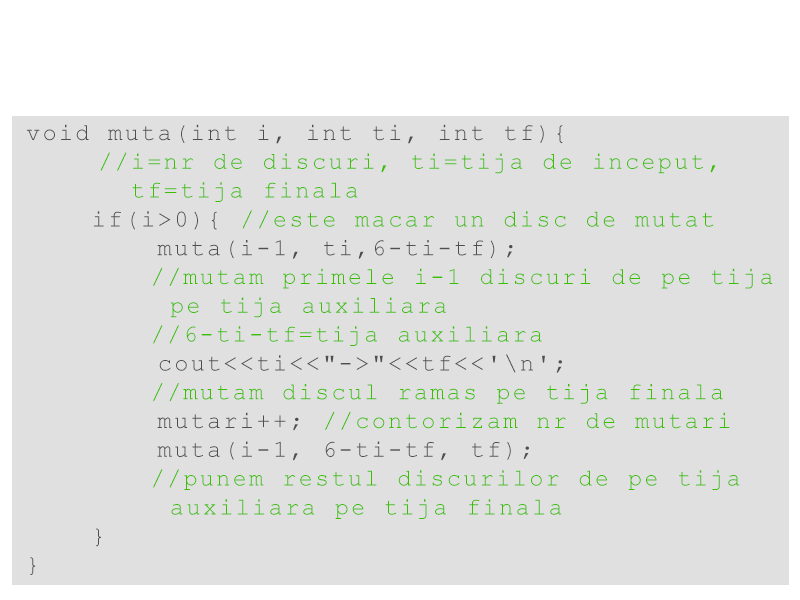 void muta(int i, int ti, int tf){
//i=nr de discuri, ti=tija de inceput,
tf=tija finala
if(i>0){ //este macar un disc de mutat
muta(i-1, ti,6-ti-tf);
//mutam primele i-1 discuri de pe tija
pe tija auxiliara
//6-ti-tf=tija auxiliara
cout<<ti<<"->"<<tf<<'\n';
//mutam discul ramas pe tija finala
mutari++; //contorizam nr de mutari
muta(i-1, 6-ti-tf, tf);
//punem restul discurilor de pe tija
auxiliara pe tija finala
}
}